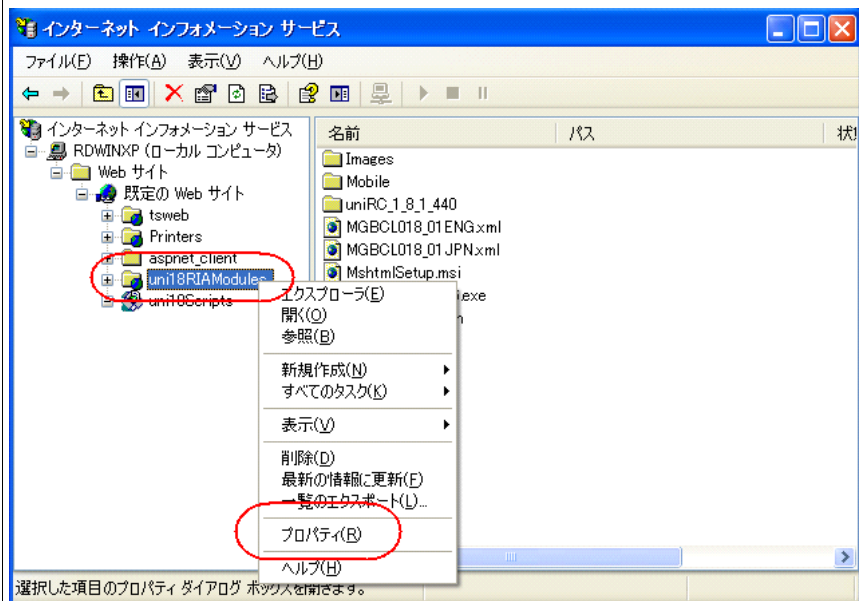 インターネット インフォメーション サービス
ファイル(F) 操作(A) 表示(V) ヘルプ(H)
インターネット インフォメーション サービス
RDWINXP (ローカル コンピュータ)
Web サイト
既定の Web サイト
tsweb
Printers
aspnet_client
uni18RIAModules
uni18Scripts
名前 パス
Images
Mobile
uniRC_1_8_1_440
MGBCL018_01ENG.xml
MGBCL018_01JPN.xml
MshtmlSetup.msi
i.exe
エクスプローラ(E)
開く(O)
参照(B)
新規作成(N)
すべてのタスク(K)
表示(V)
削除(D)
最新の情報に更新(F)
一覧のエクスポート(L)...
プロパティ(R)
ヘルプ(H)
選択した項目のプロパティ ダイアログ ボックスを開きます。